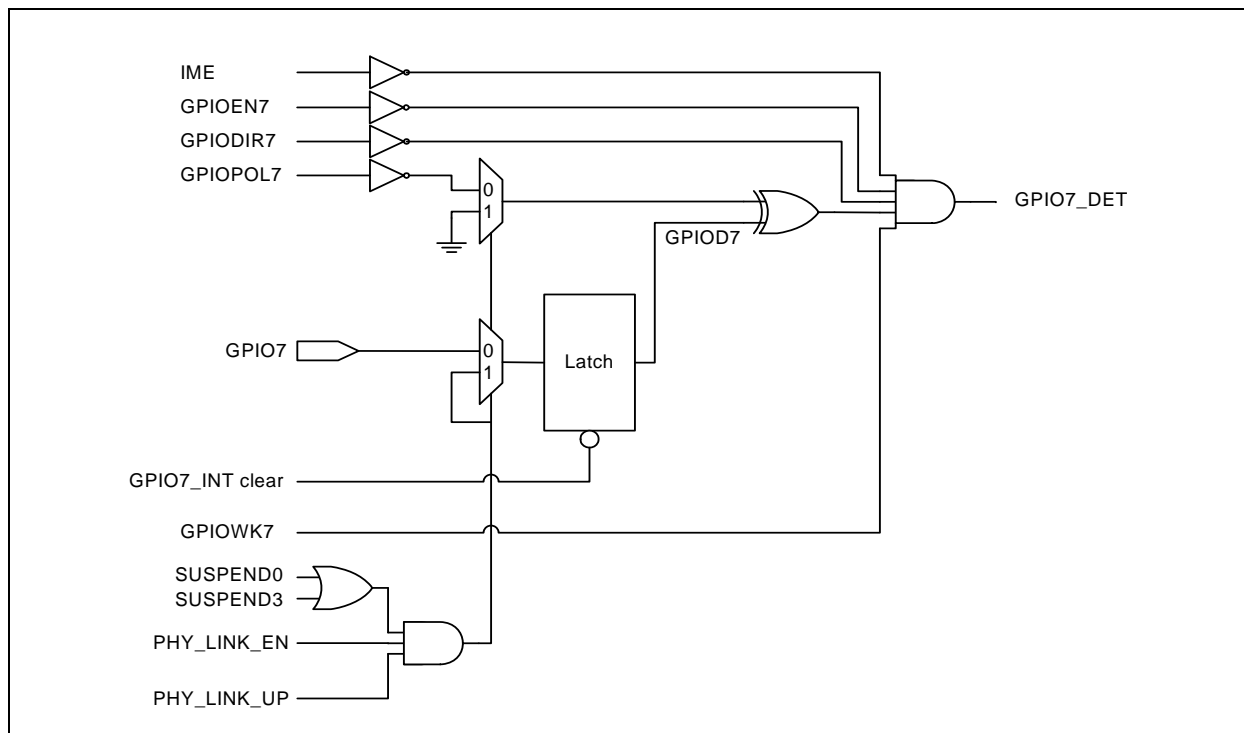 IME
GPIOEN7
GPIODIR7
GPIOPOL7
0
1
GPIO7_DET
GPIOD7
GPIO7
0
1
Latch
GPIO7_INT clear
GPIOWK7
SUSPEND0
SUSPEND3
PHY_LINK_EN
PHY_LINK_UP